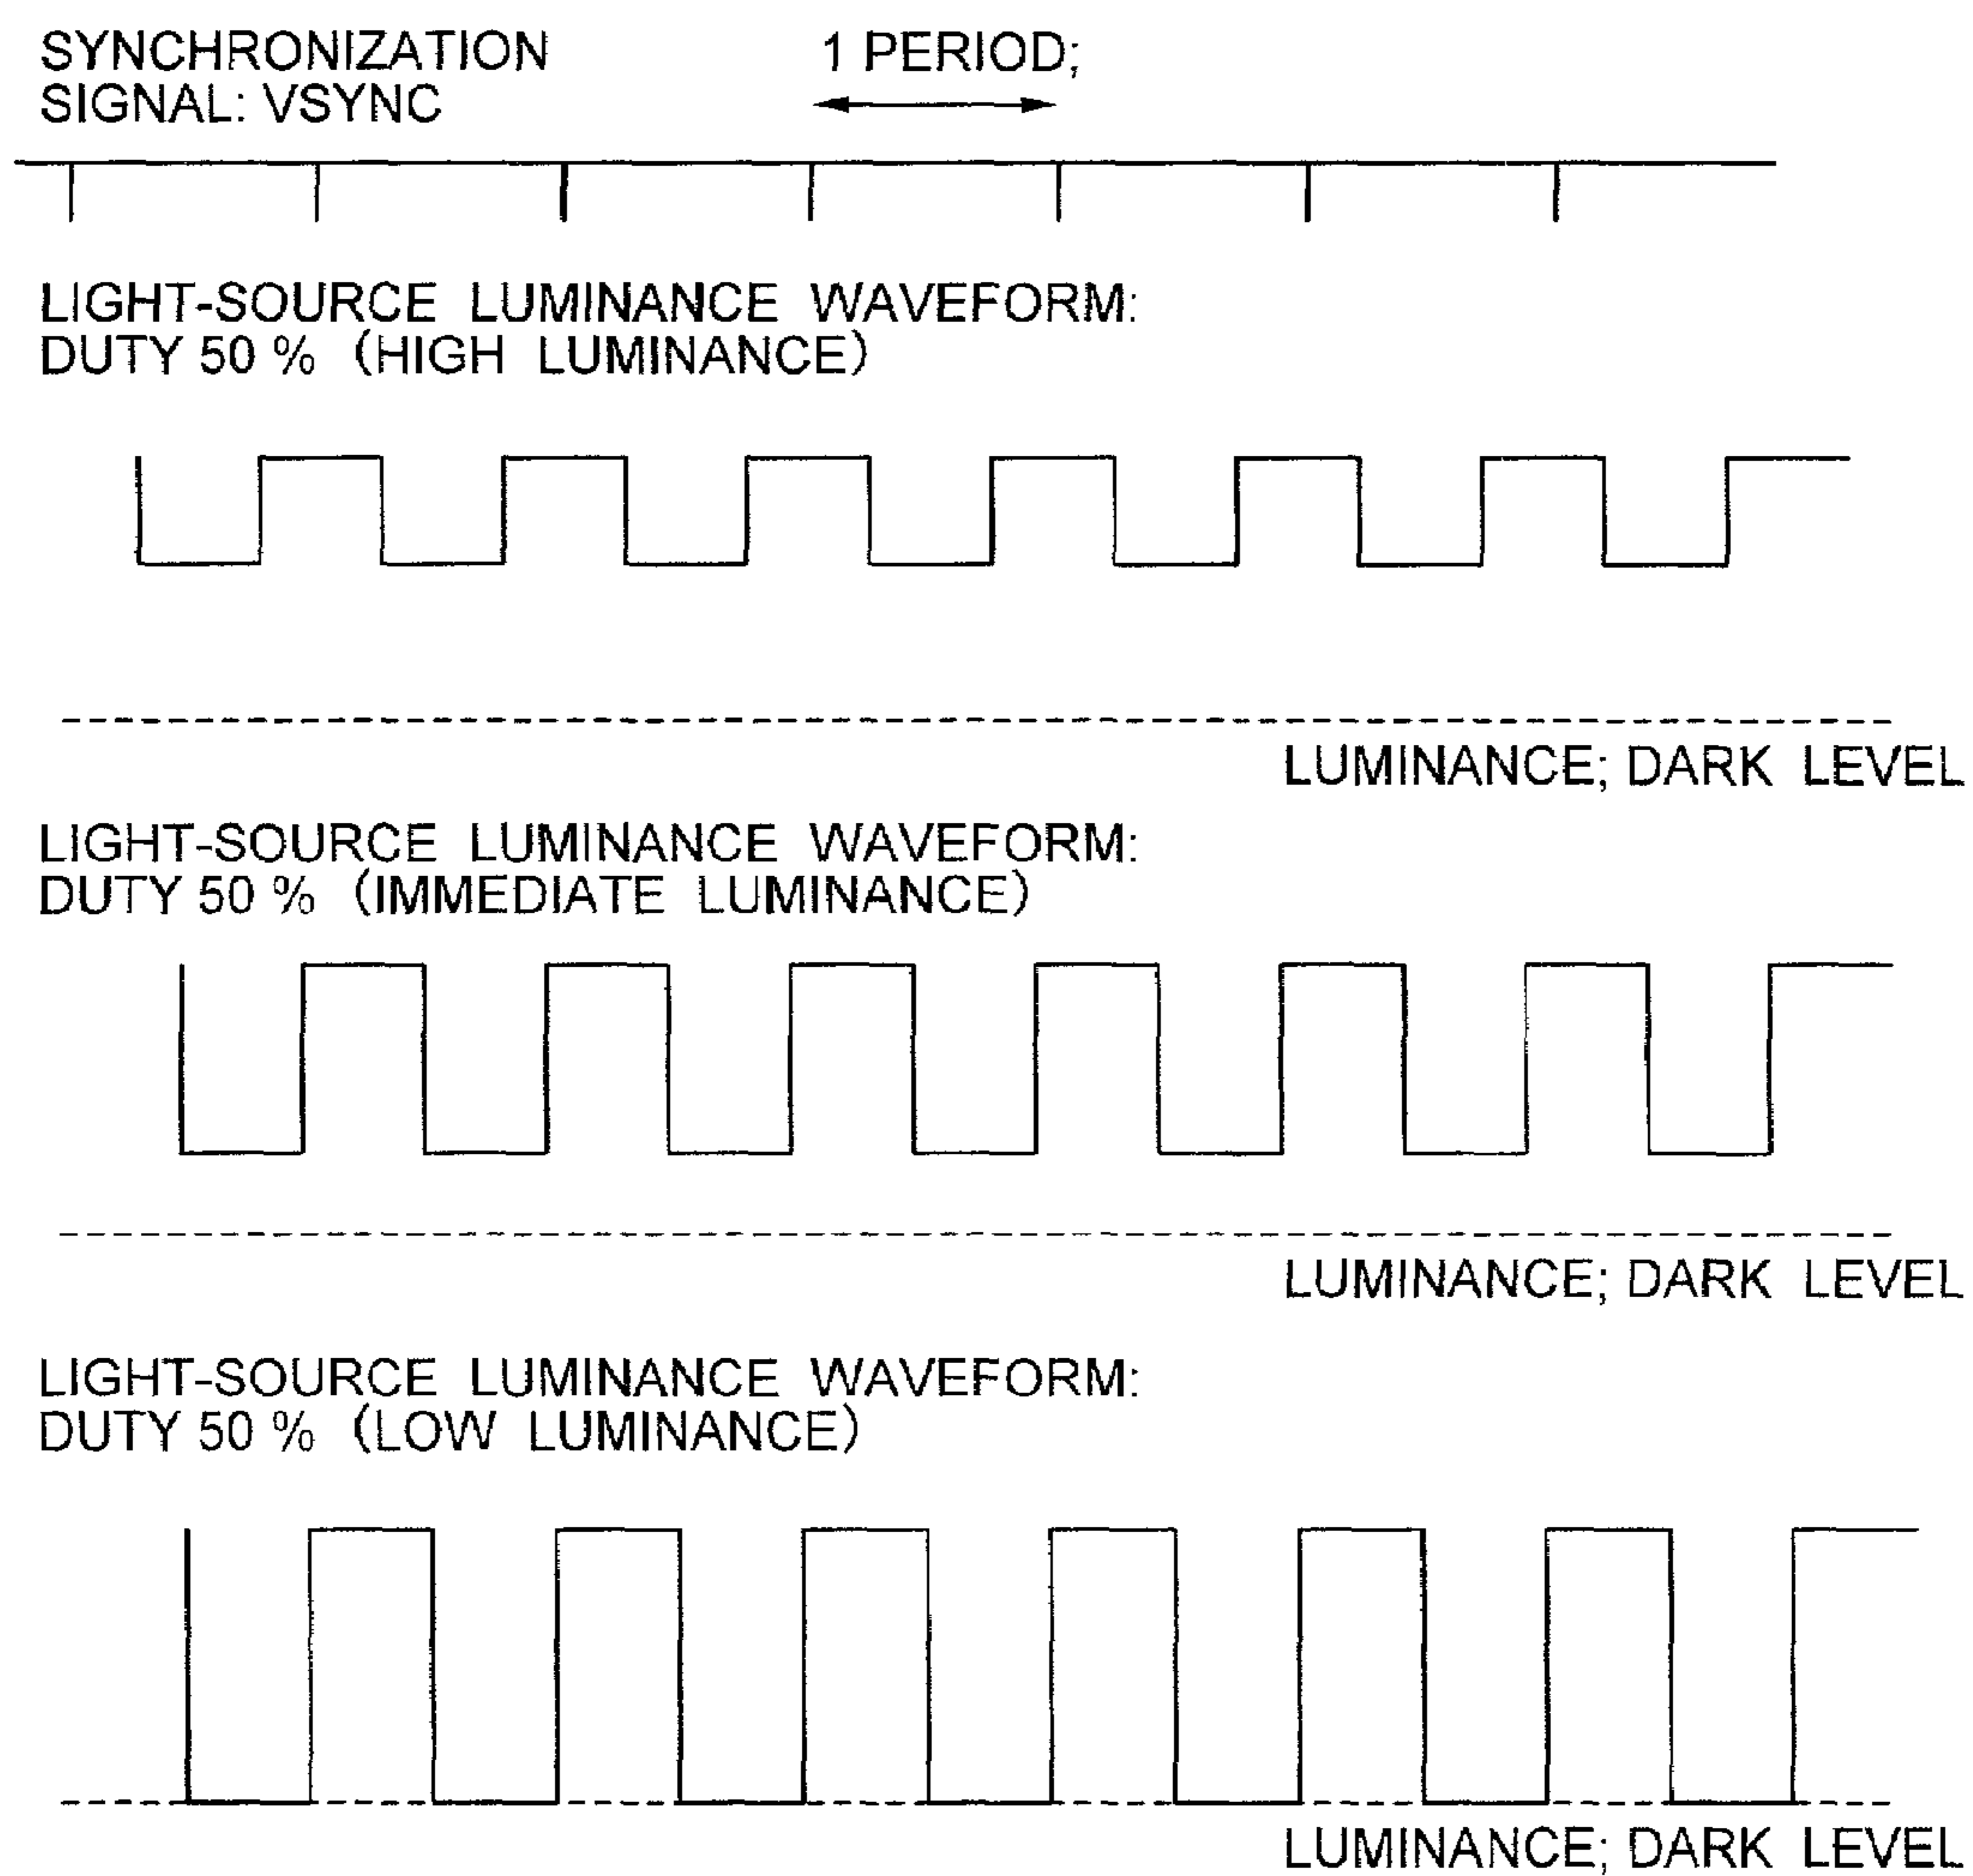 SYNCHRONIZATION
SIGNAL: VSYNC
1 PERIOD;
LIGHT-SOURCE LUMINANCE WAVEFORM:
DUTY 50 % (HIGH LUMINANCE)
LUMINANCE; DARK LEVEL
LIGHT-SOURCE LUMINANCE WAVEFORM:
DUTY 50 % (IMMEDIATE LUMINANCE)
LUMINANCE; DARK LEVEL
LIGHT-SOURCE LUMINANCE WAVEFORM:
DUTY 50 % (LOW LUMINANCE)
LUMINANCE; DARK LEVEL